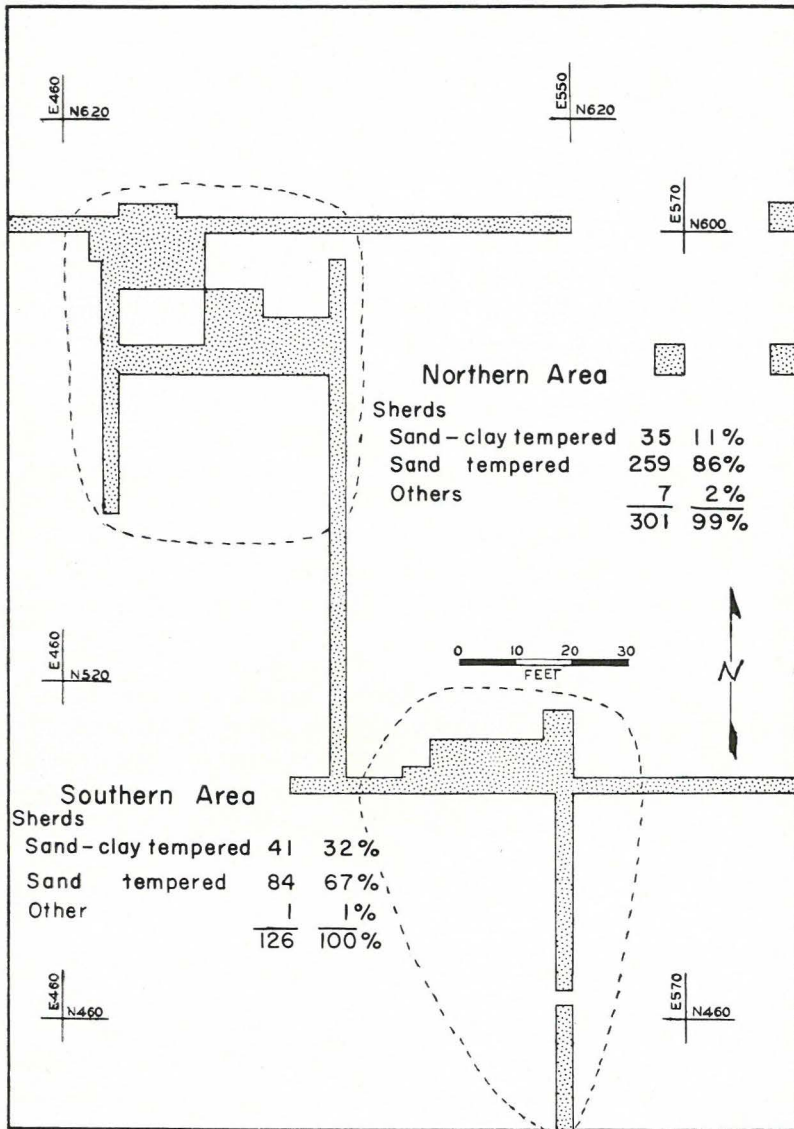 E460
N620
E550
N620
E570
N600
Northern Area
Sherds
Sand-clay tempered 35 11%
Sand tempered 259 86%
Others 7 2%
301 99%
E460
N520
0 10 20 30
FEET
N
Southern Area
Sherds
Sand-clay tempered 41 32%
Sand tempered 84 67%
Other 1 1%
126 100%
E460
N460
E570
N460